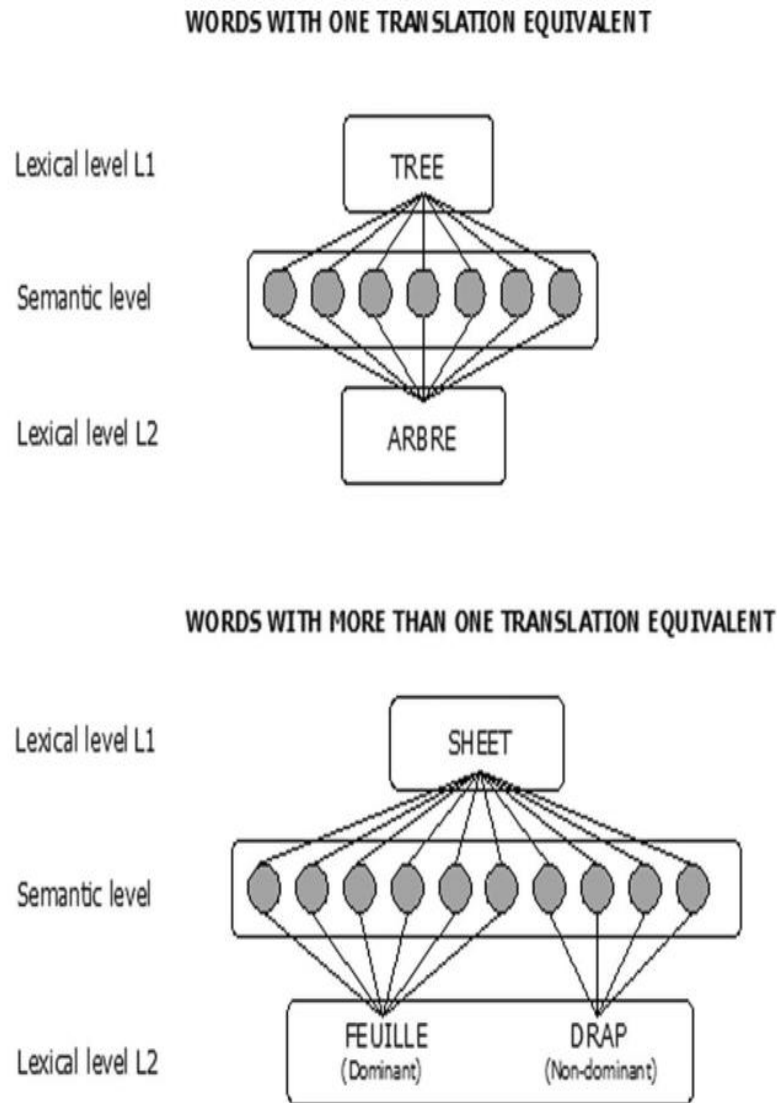 WORDS WITH ONE TRANSLATION EQUIVALENT
Lexical level L1
TREE
Semantic level
Lexical level L2
ARBRE
WORDS WITH MORE THAN ONE TRANSLATION EQUIVALENT
Lexical level L1
SHEET
Semantic level
Lexical level L2
FEUILLE
(Dominant)
DRAP
(Non-dominant)